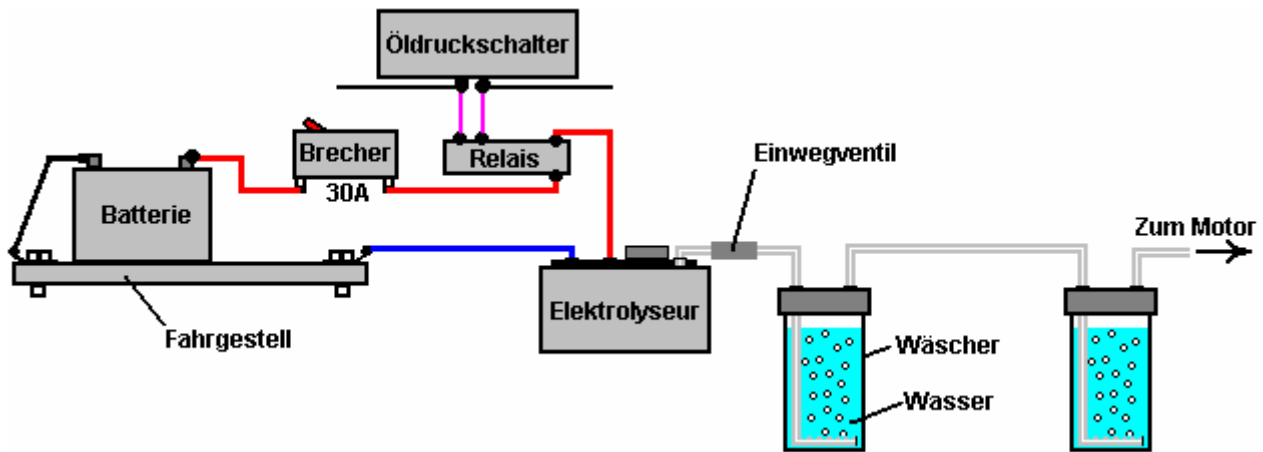 Öldruckschalter
Brecher
30A
Relais
Einwegventil
Batterie
Zum Motor
Elektrolyseur
Fahrgestell
Wäscher
Wasser